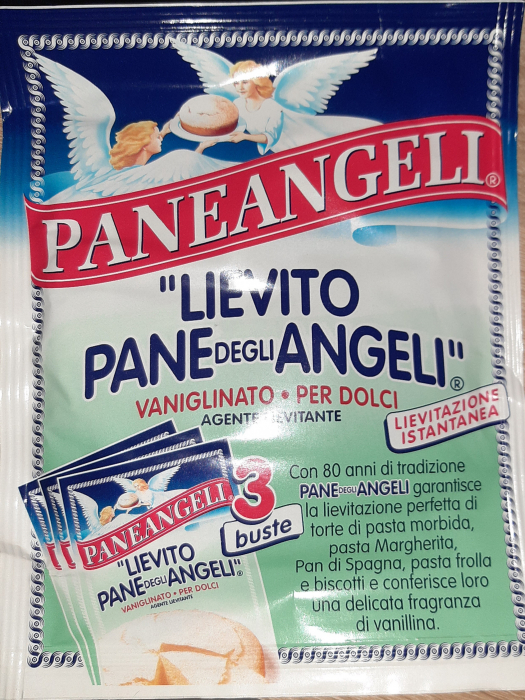 PANEANGELI®
"LIEVITO
PANE DEGLI ANGELI"®
VANIGLINATO • PER DOLCI
AGENTE LEVITANTE
LIEVITAZIONE
ISTANTANEA
Con 80 anni di tradizione
PANE DEGLI ANGELI garantisce
la lievitazione perfetta di
torte di pasta morbida,
pasta Margherita,
Pan di Spagna, pasta frolla
e biscotti e conferisce loro
una delicata fragranza
di vanillina.
3
buste
PANEANGELI
"LIEVITO
PANE DEGLI ANGELI"®
VANIGLINATO • PER DOLCI
AGENTE LIEVITANTE